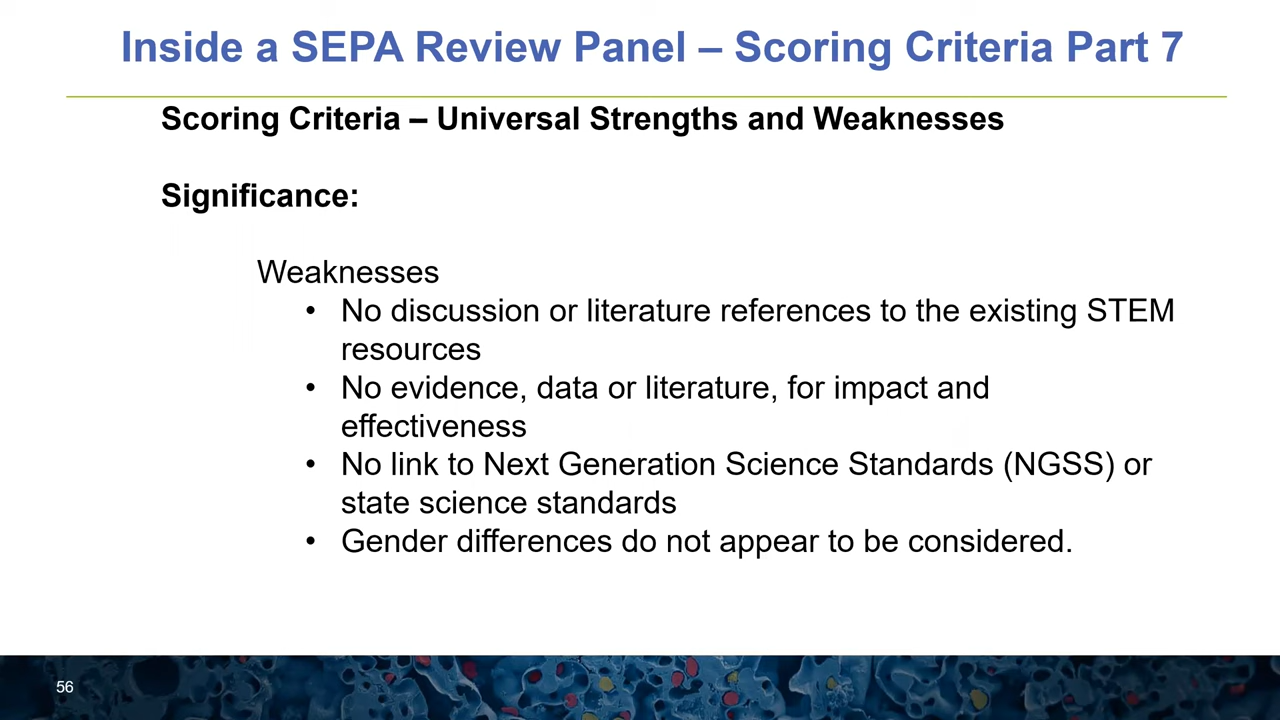 Inside a SEPA Review Panel – Scoring Criteria Part 7
Scoring Criteria – Universal Strengths and Weaknesses
Significance:
Weaknesses
• No discussion or literature references to the existing STEM
resources
• No evidence, data or literature, for impact and
effectiveness
• No link to Next Generation Science Standards (NGSS) or
state science standards
• Gender differences do not appear to be considered.
56